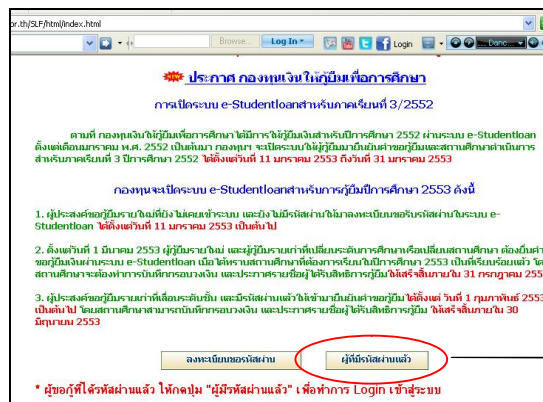 or.th/SLF/html/index.html
Browse... Log In Login Danc...
NEW ประกาศ กองทุนเงินให้กู้ยืมเพื่อการศึกษา
การเปิดระบบ e-Studentloanสำหรับภาคเรียนที่ 3/2552
ตามที่ กองทุนเงินให้กู้ยืมเพื่อการศึกษา ได้มีการให้กู้ยืมเงินสำหรับปีการศึกษา 2552 ผ่านระบบ e-Studentloan
ตั้งแต่เดือนมกราคม พ.ศ. 2552 เป็นต้นมา กองทุนฯ จะเปิดระบบให้ผู้กู้ยืมมายืนยันคำขอกู้ยืมและสถานศึกษาดำเนินการ
สำหรับภาคเรียนที่ 3 ปีการศึกษา 2552 ได้ตั้งแต่วันที่ 11 มกราคม 2553 ถึงวันที่ 31 มกราคม 2553
กองทุนจะเปิดระบบ e-Studentloanสำหรับการกู้ยืมปีการศึกษา 2553 ดังนี้
1. ผู้ประสงค์ขอกู้ยืมรายใหม่ที่ยังไม่เคยเข้าระบบ และยังไม่มีรหัสผ่านให้มาลงทะเบียนขอรับรหัสผ่านในระบบ e-
Studentloan ได้ตั้งแต่วันที่ 11 มกราคม 2553 เป็นต้นไป
2. ตั้งแต่วันที่ 1 มีนาคม 2553 ผู้กู้ยืมรายใหม่ และผู้กู้ยืมรายเก่าที่เปลี่ยนระดับการศึกษาหรือเปลี่ยนสถานศึกษา ต้องยื่นคำ
ขอกู้ยืมเงินผ่านระบบ e-Studentloan เมื่อได้ทราบสถานศึกษาที่ต้องการเรียนในปีการศึกษา 2553 เป็นที่เรียบร้อยแล้ว โด
สถานศึกษาจะต้องทำการบันทึกกรอบวงเงิน และประกาศรายชื่อผู้ได้รับสิทธิการกู้ยืมให้เสร็จสิ้นภายใน 31 กรกฎาคม 255
3. ผู้ประสงค์ขอกู้ยืมรายเก่าที่เลื่อนระดับชั้น และมีรหัสผ่านแล้วให้เข้ามายืนยันคำขอกู้ยืม ได้ตั้งแต่ วันที่ 1 กุมภาพันธ์ 2553
เป็นต้นไป โดยสถานศึกษาสามารถบันทึกกรอบวงเงิน และประกาศรายชื่อผู้ได้รับสิทธิการกู้ยืม ให้เสร็จสิ้นภายใน 30
มิถุนายน 2553
ลงทะเบียนขอรหัสผ่าน ผู้ที่มีรหัสผ่านแล้ว
* ผู้ขอกู้ที่ได้รหัสผ่านแล้ว ให้กดปุ่ม "ผู้มีรหัสผ่านแล้ว" เพื่อทำการ Login เข้าสู่ระบบ